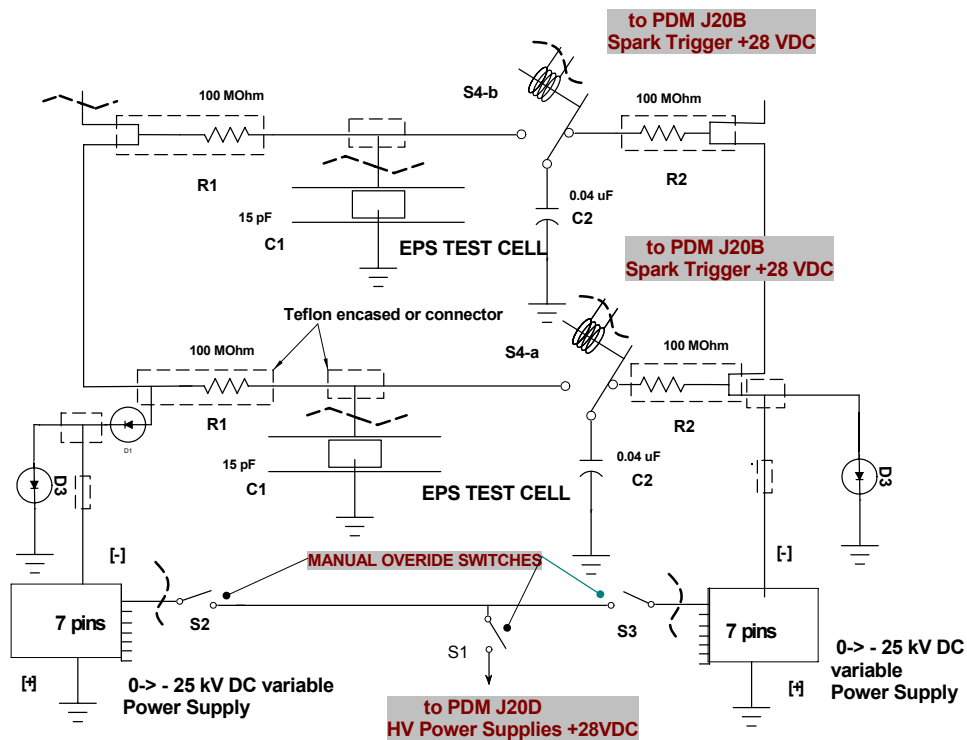 to PDM J20B
Spark Trigger +28 VDC
S4-b
100 MOhm
100 MOhm
R1
R2
0.04 uF
C2
15 pF
C1
EPS TEST CELL
to PDM J20B
Spark Trigger +28 VDC
Teflon encased or connector
S4-a
100 MOhm
100 MOhm
R1
R2
D1
D3
D3
0.04 uF
C2
15 pF
C1
EPS TEST CELL
[-]
[-]
MANUAL OVERIDE SWITCHES
7 pins
S2
S3
7 pins
S1
[+]
0-> - 25 kV DC variable
Power Supply
0-> - 25 kV DC
variable
Power Supply
[+]
to PDM J20D
HV Power Supplies +28VDC